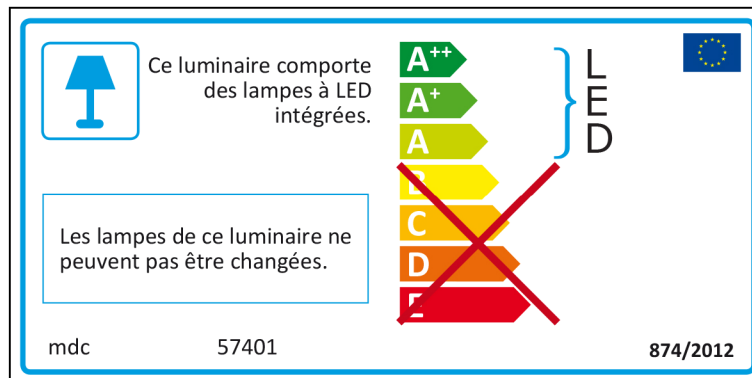 Ce luminaire comporte
des lampes à LED
intégrées.
A++
A+
A
B
C
D
E
LED
Les lampes de ce luminaire ne
peuvent pas être changées.
mdc 57401
874/2012